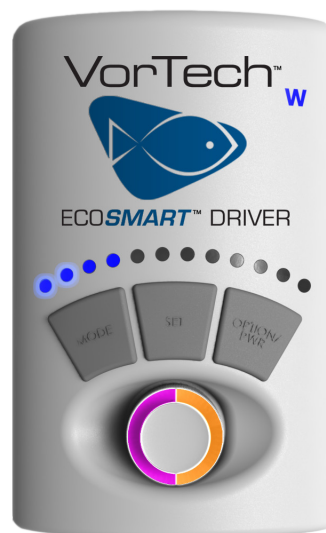 VorTech™
W
ECOSMART™ DRIVER
MODE
SET
OPTION/
PWR